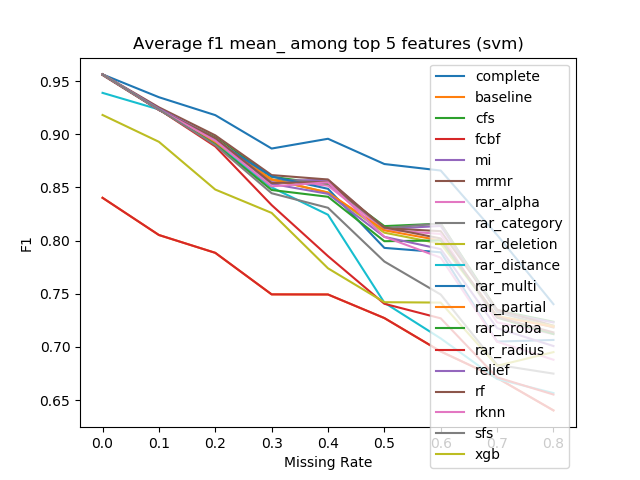 Average f1 mean_ among top 5 features (svm)
F1
0.95
0.90
0.85
0.80
0.75
0.70
0.65
0.0 0.1 0.2 0.3 0.4 0.5 0.6 0.7 0.8
Missing Rate
complete
baseline
cfs
fcbf
mi
mrmr
rar_alpha
rar_category
rar_deletion
rar_distance
rar_multi
rar_partial
rar_proba
rar_radius
relief
rf
rknn
sfs
xgb